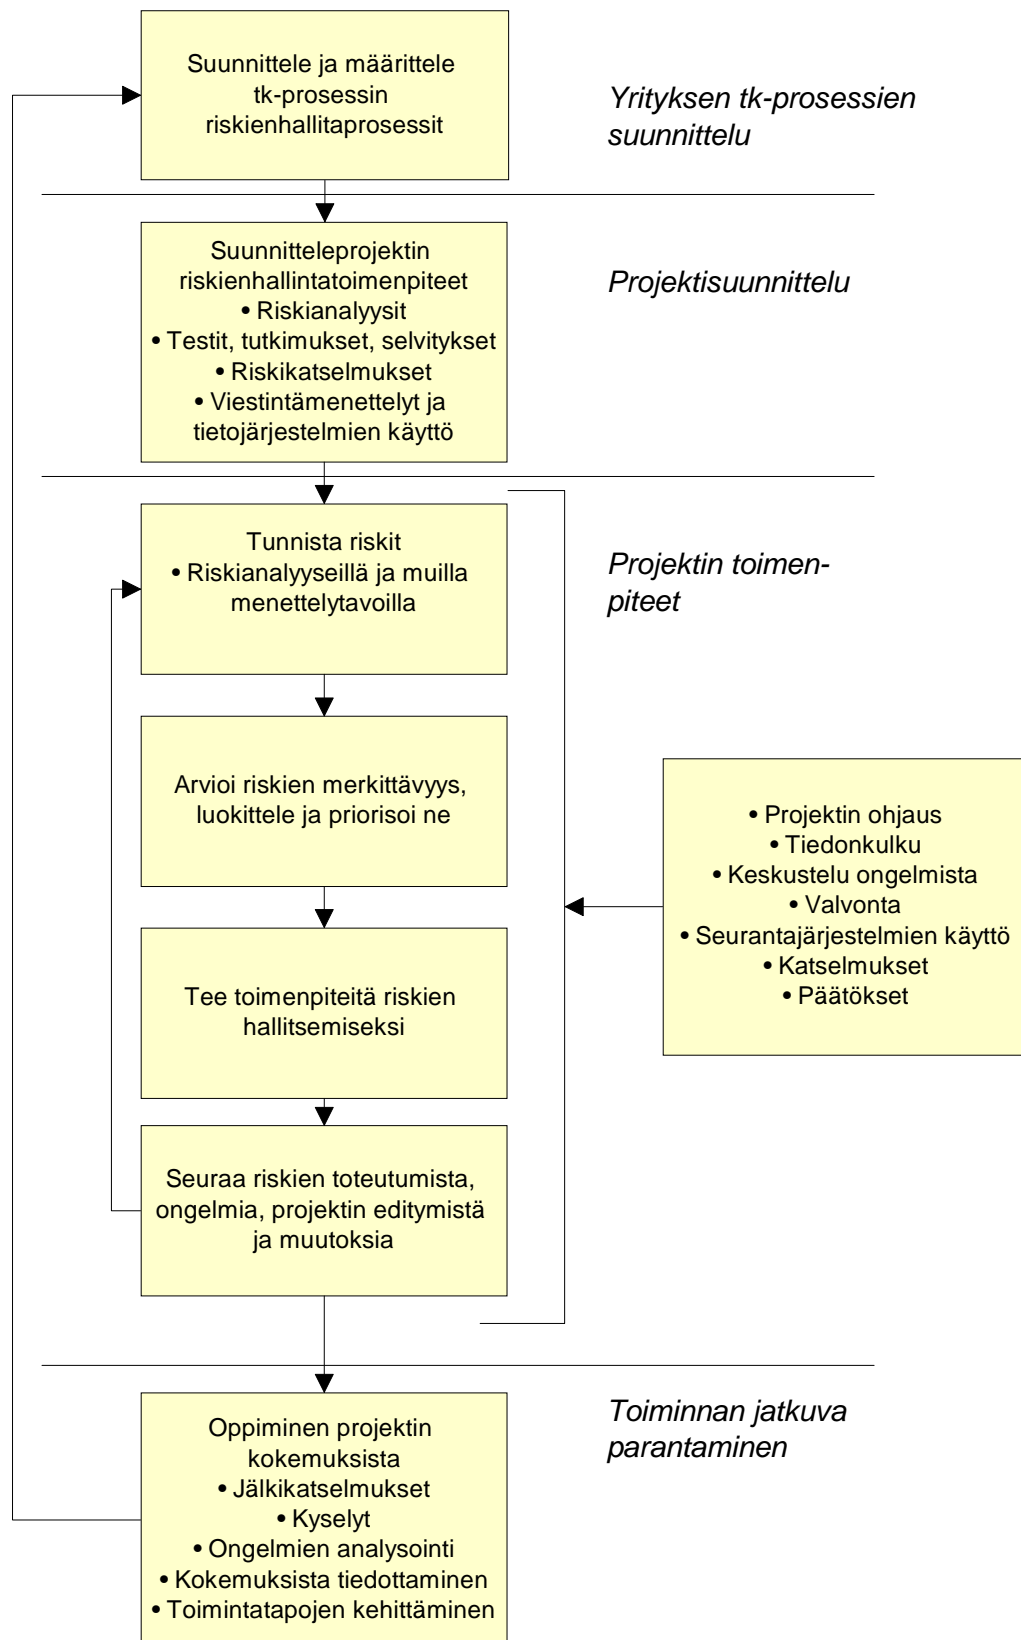 Suunnittele ja määrittele
tk-prosessin
riskienhallitaprosessit
Yrityksen tk-prosessien
suunnittelu
Suunnitteleprojektin
riskienhallintatoimenpiteet
• Riskianalyysit
• Testit, tutkimukset, selvitykset
• Riskikatselmukset
• Viestintämenettelyt ja
tietojärjestelmien käyttö
Projektisuunnittelu
Tunnista riskit
• Riskianalyyseillä ja muilla
menettelytavoilla
Projektin toimen-
piteet
Arvioi riskien merkittävyys,
luokittele ja priorisoi ne
• Projektin ohjaus
• Tiedonkulku
• Keskustelu ongelmista
• Valvonta
• Seurantajärjestelmien käyttö
• Katselmukset
• Päätökset
Tee toimenpiteitä riskien
hallitsemiseksi
Seuraa riskien toteutumista,
ongelmia, projektin editymistä
ja muutoksia
Oppiminen projektin
kokemuksista
• Jälkikatselmukset
• Kyselyt
• Ongelmien analysointi
• Kokemuksista tiedottaminen
• Toimintatapojen kehittäminen
Toiminnan jatkuva
parantaminen